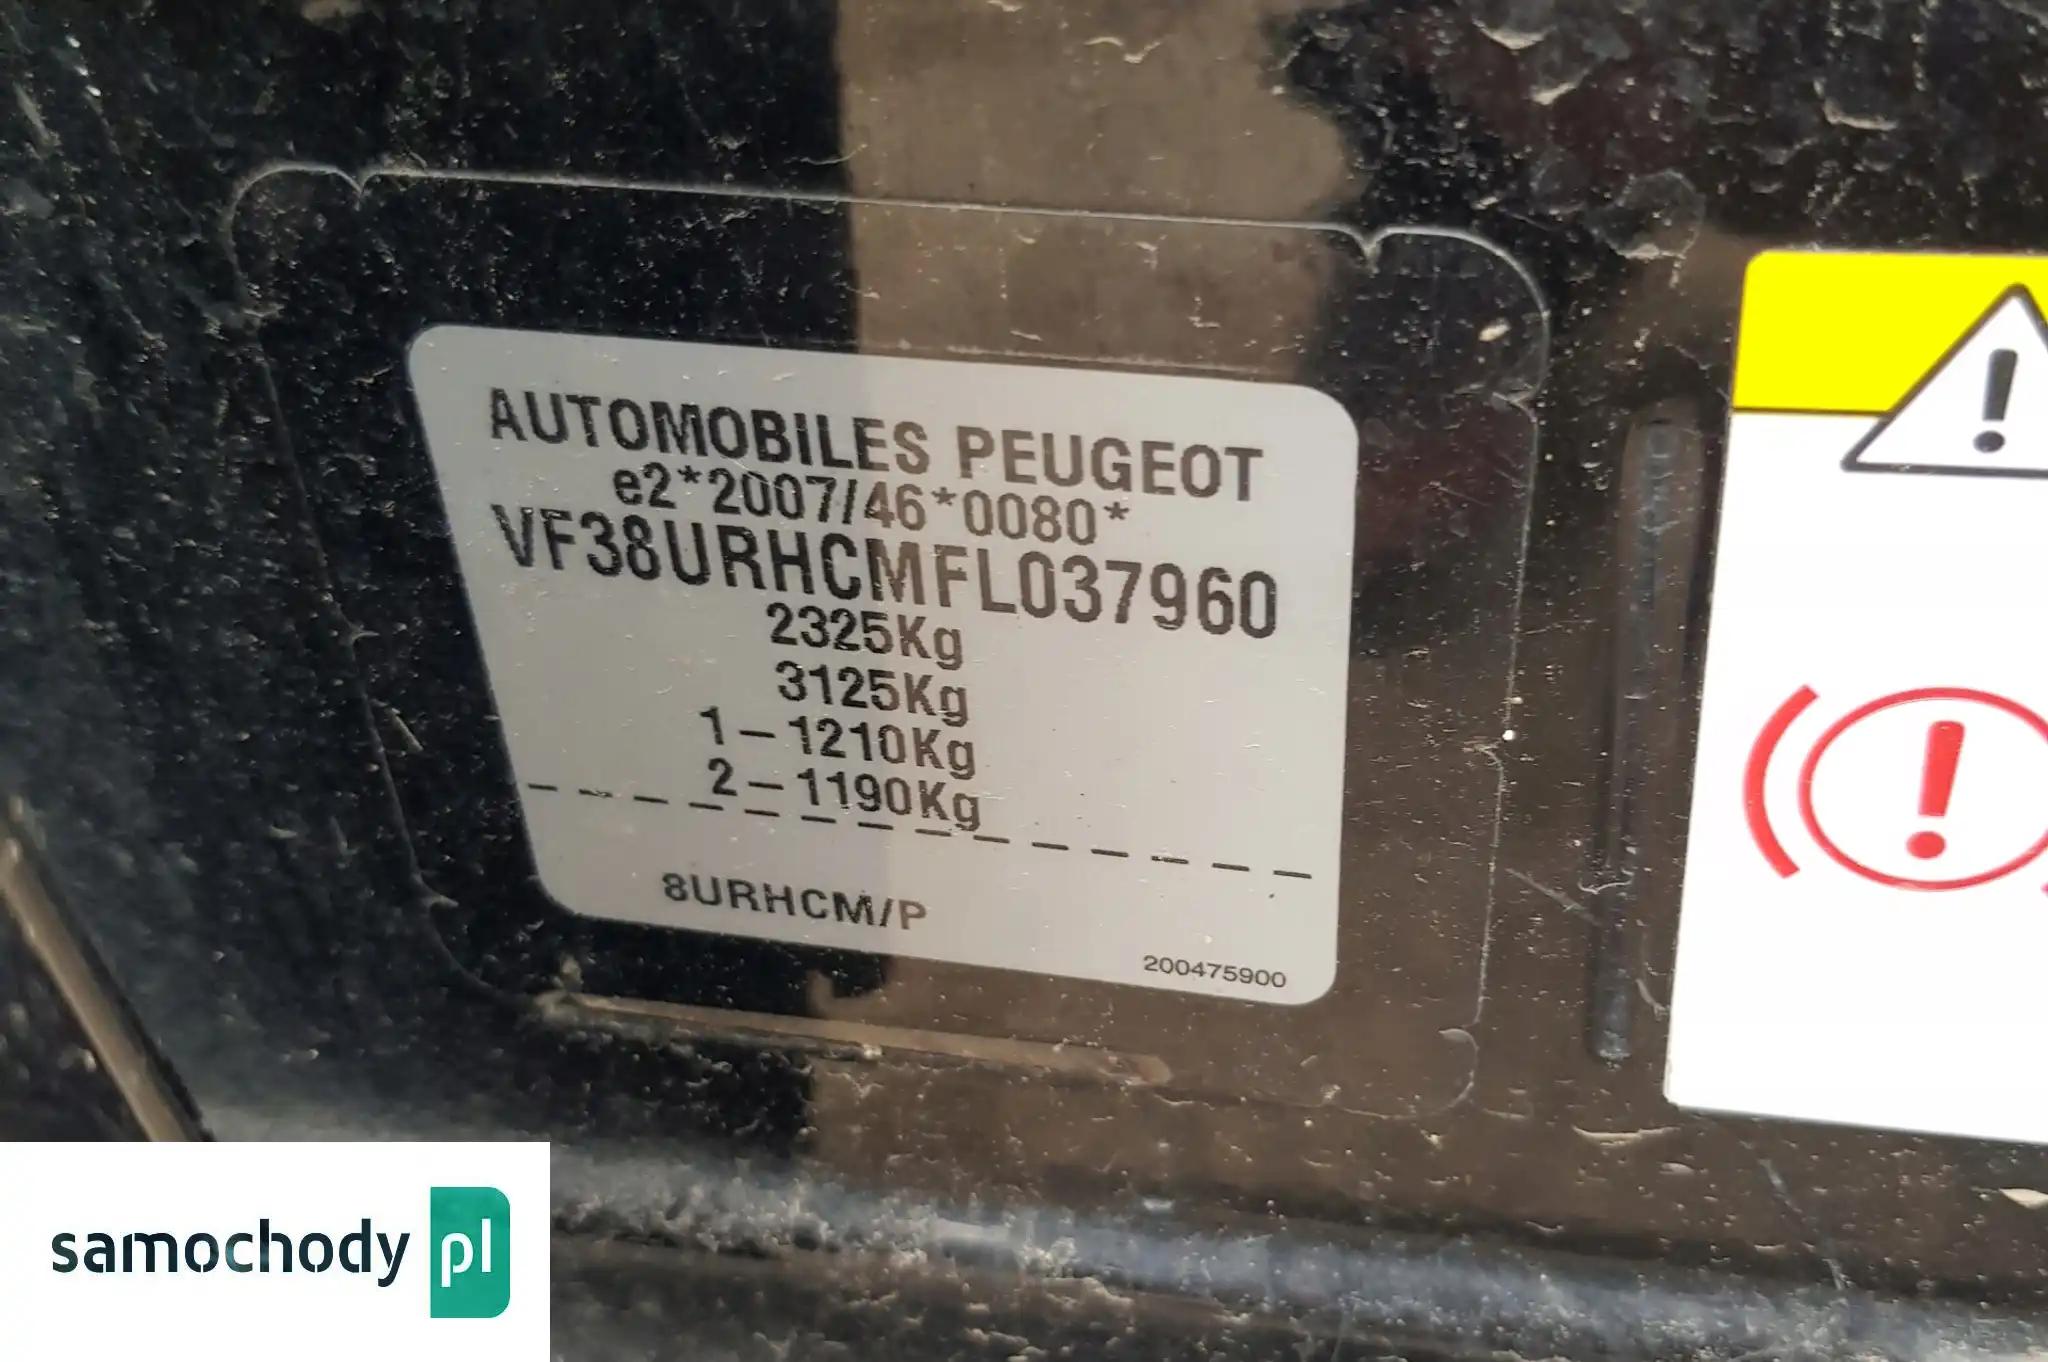 AUTOMOBILES PEUGEOT
e2*2007/46*0080*
VF38URHCMFL037960
2325Kg
3125Kg
1-1210Kg
2-1190Kg
8URHCM/P
200475900
samochody pl